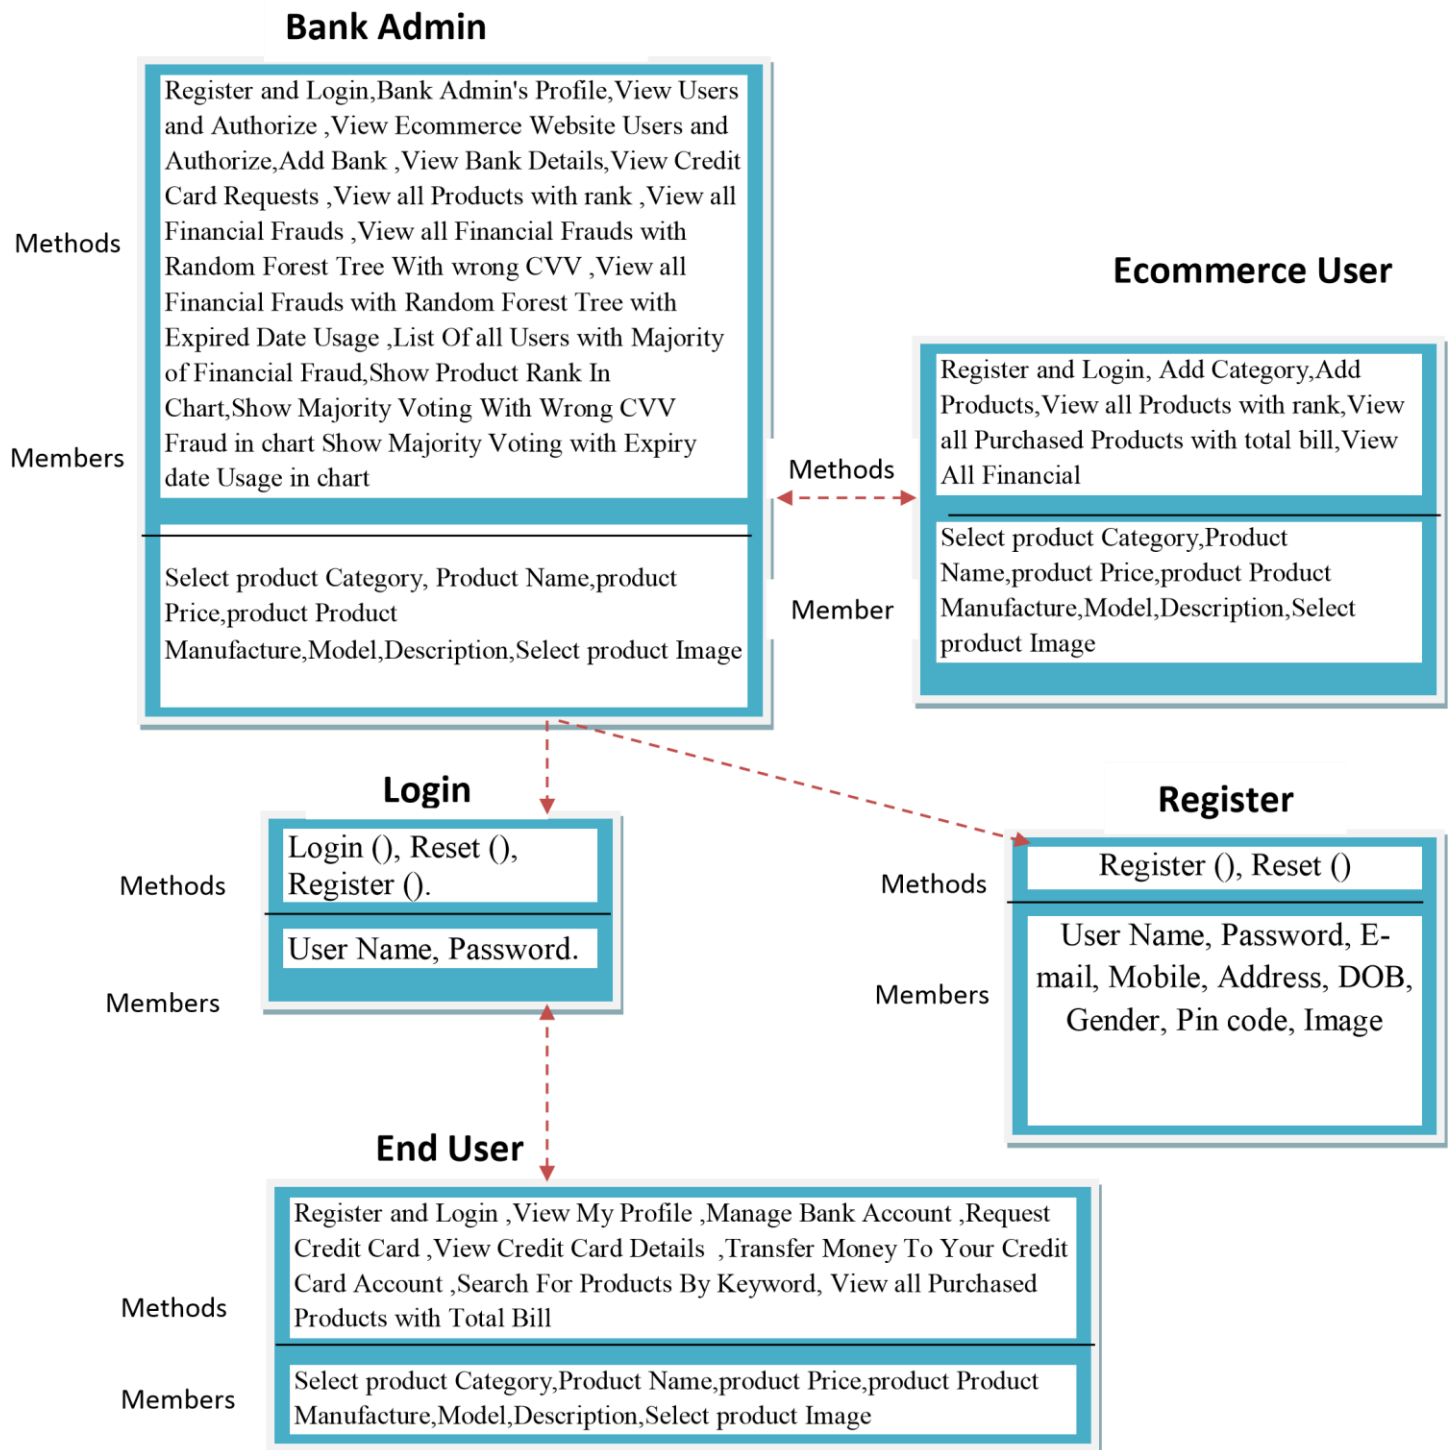 Bank Admin
Register and Login,Bank Admin's Profile,View Users
and Authorize ,View Ecommerce Website Users and
Authorize,Add Bank ,View Bank Details,View Credit
Card Requests ,View all Products with rank ,View all
Financial Frauds ,View all Financial Frauds with
Random Forest Tree With wrong CVV ,View all
Financial Frauds with Random Forest Tree with
Expired Date Usage ,List Of all Users with Majority
of Financial Fraud,Show Product Rank In
Chart,Show Majority Voting With Wrong CVV
Fraud in chart Show Majority Voting with Expiry
date Usage in chart
Methods
Members
Select product Category, Product Name,product
Price,product Product
Manufacture,Model,Description,Select product Image
Ecommerce User
Register and Login, Add Category,Add
Products,View all Products with rank,View
all Purchased Products with total bill,View
All Financial
Methods
Select product Category,Product
Name,product Price,product Product
Manufacture,Model,Description,Select
product Image
Member
Login
Login (), Reset (),
Register ().
Methods
User Name, Password.
Members
Register
Register (), Reset ()
Methods
User Name, Password, E-
mail, Mobile, Address, DOB,
Gender, Pin code, Image
Members
End User
Register and Login ,View My Profile ,Manage Bank Account ,Request
Credit Card ,View Credit Card Details ,Transfer Money To Your Credit
Card Account ,Search For Products By Keyword, View all Purchased
Products with Total Bill
Methods
Select product Category,Product Name,product Price,product Product
Manufacture,Model,Description,Select product Image
Members